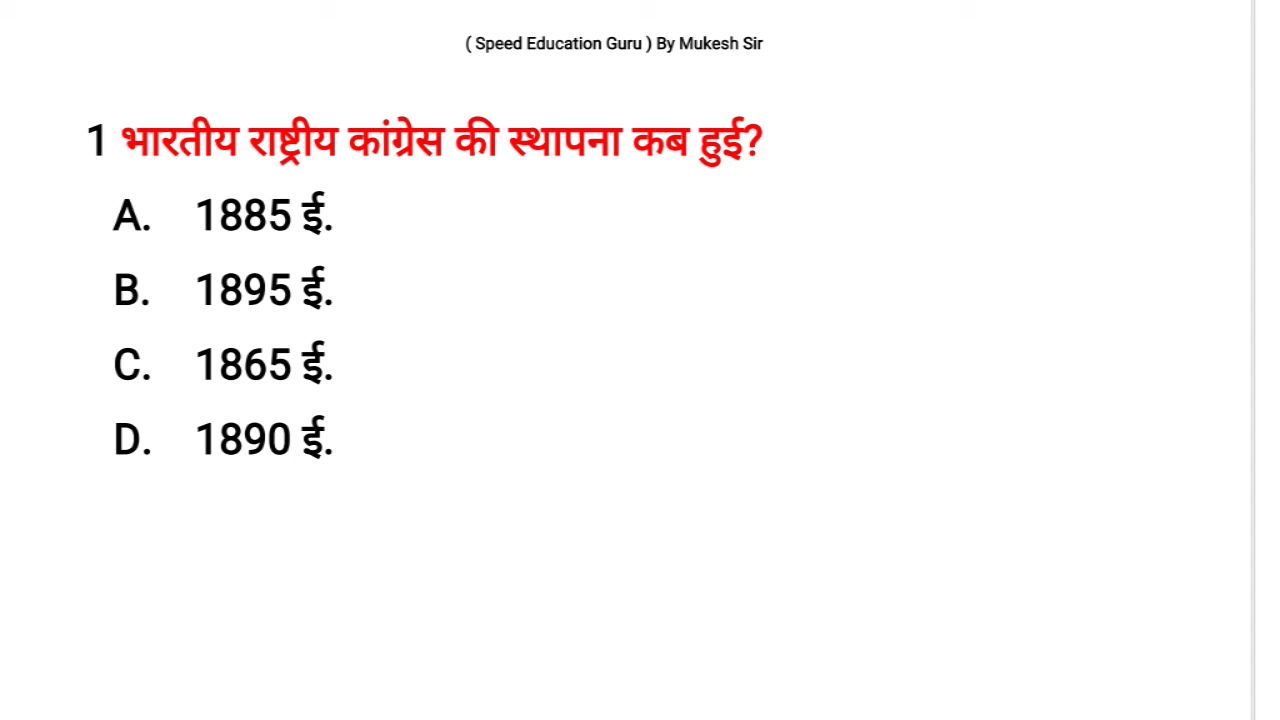 ( Speed Education Guru ) By Mukesh Sir
1 भारतीय राष्ट्रीय कांग्रेस की स्थापना कब हुई?
A. 1885 ई.
B. 1895 ई.
C. 1865 ई.
D. 1890 ई.